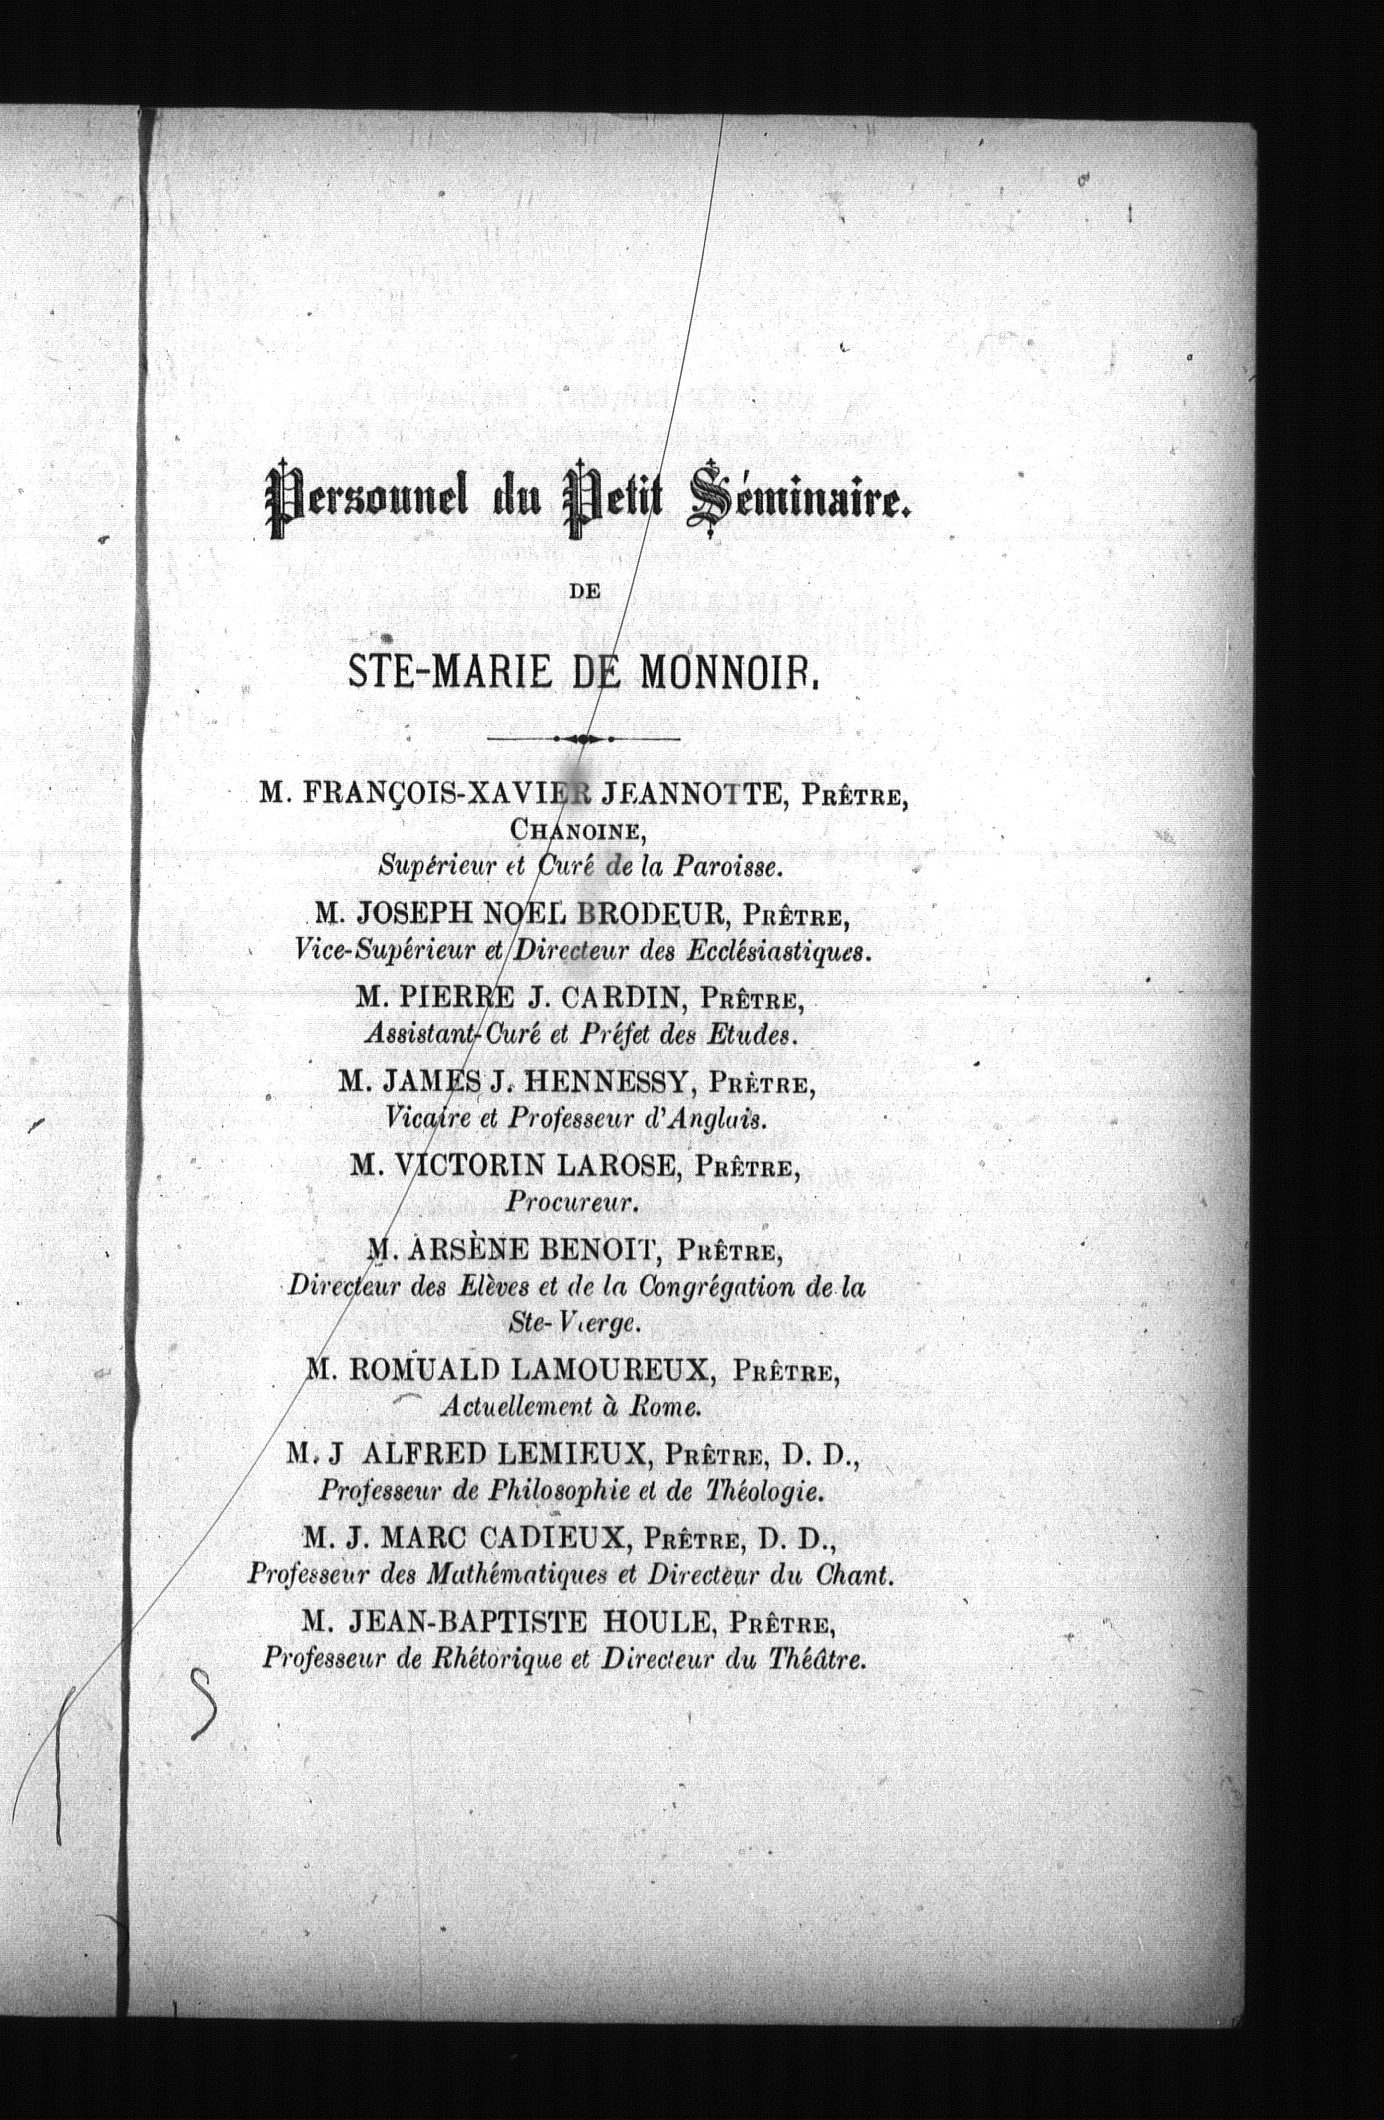 Personnel du Petit Séminaire.
DE
STE-MARIE DE MONNOIR.
M. FRANÇOIS-XAVIER JEANNOTTE, PRÊTRE,
CHANOINE,
Supérieur et Curé de la Paroisse.
M. JOSEPH NOEL BRODEUR, PRÊTRE,
Vice-Supérieur et Directeur des Ecclésiastiques.
M. PIERRE J. CARDIN, PRÊTRE,
Assistant-Curé et Préfet des Etudes.
M. JAMES J. HENNESSY, PRÊTRE,
Vicaire et Professeur d'Anglais.
M. VICTORIN LAROSE, PRÊTRE,
Procureur.
M. ARSÈNE BENOIT, PRÊTRE,
Directeur des Elèves et de la Congrégation de la
Ste-Vierge.
M. ROMUALD LAMOUREUX, PRÊTRE,
Actuellement à Rome.
M. J ALFRED LEMIEUX, PRÊTRE, D. D.,
Professeur de Philosophie et de Théologie.
M. J. MARC CADIEUX, PRÊTRE, D. D.,
Professeur des Mathématiques et Directeur du Chant.
M. JEAN-BAPTISTE HOULE, PRÊTRE,
Professeur de Rhétorique et Directeur du Théâtre.